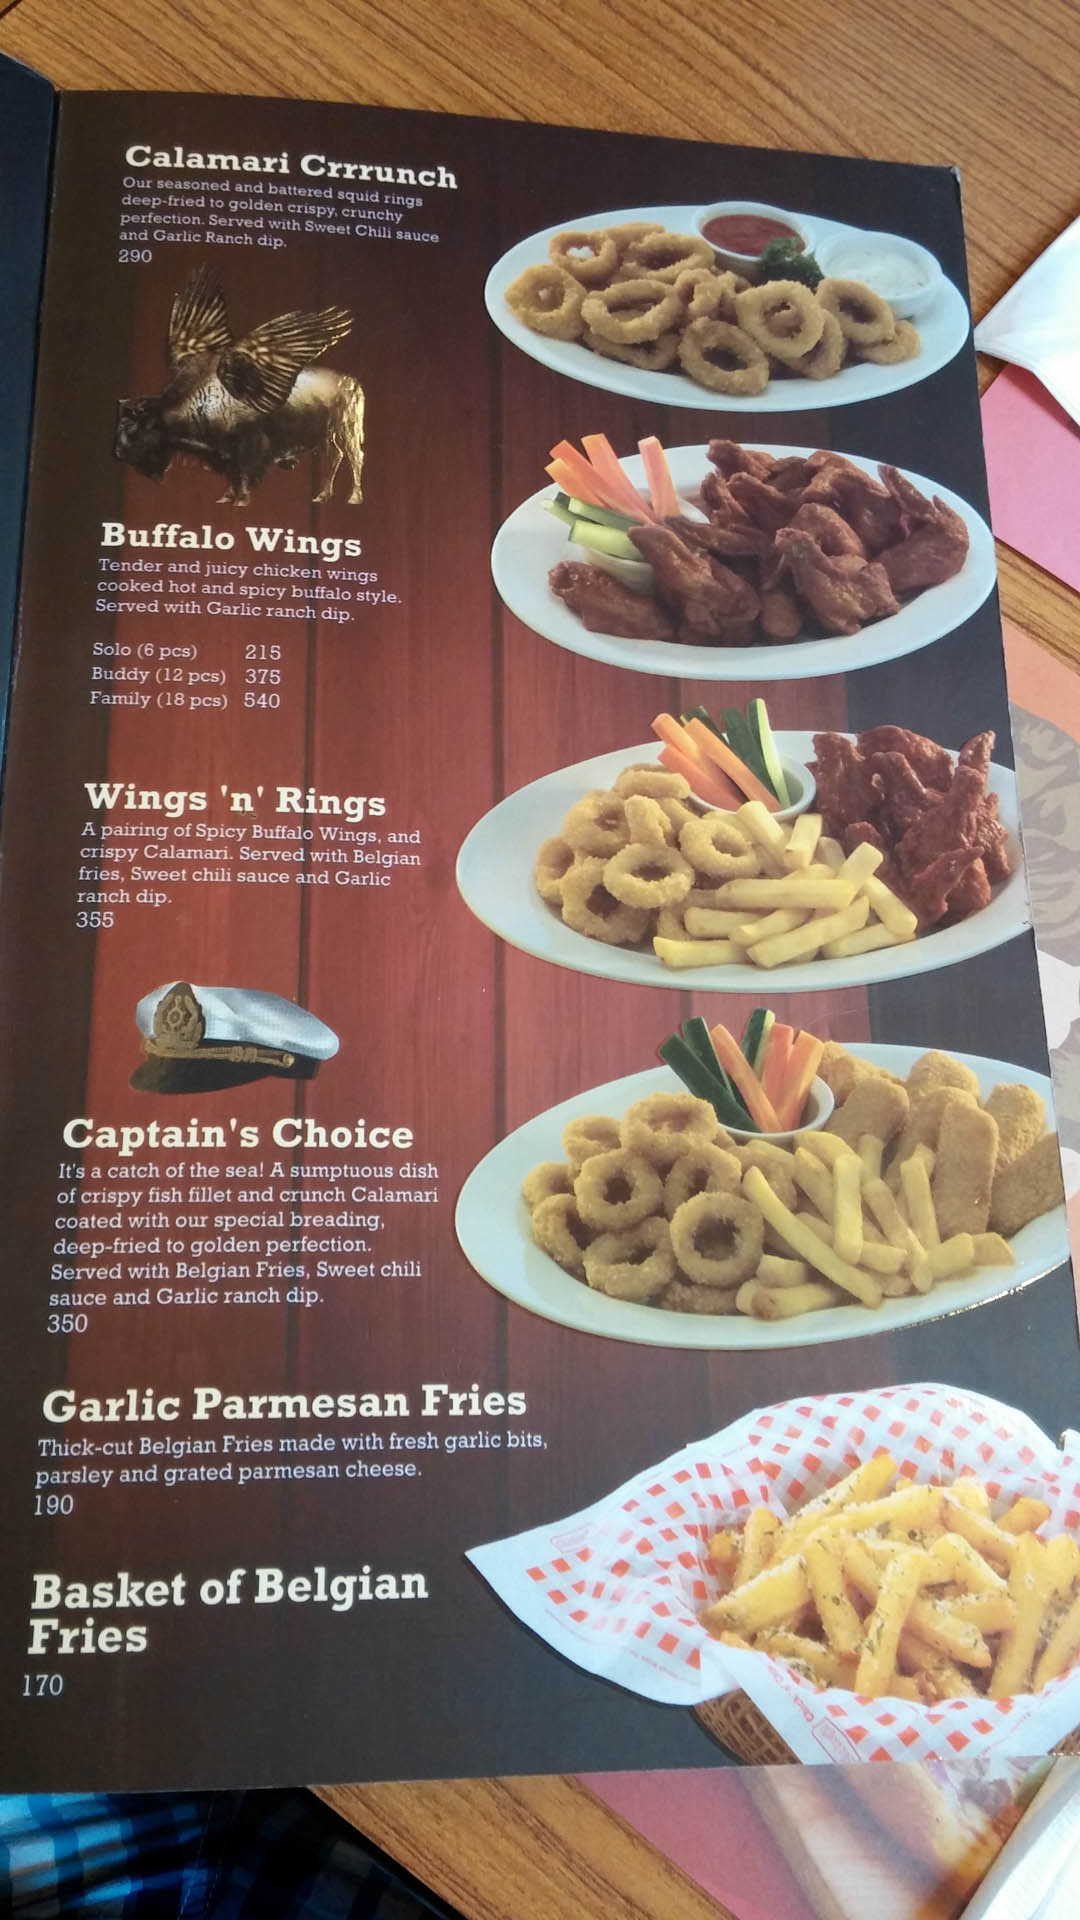 Calamari Crrrunch
Our seasoned and battered squid rings
deep-fried to golden crispy, crunchy
perfection. Served with Sweet Chili sauce
and Garlic Ranch dip.
290
Buffalo Wings
Tender and juicy chicken wings
cooked hot and spicy buffalo style.
Served with Garlic ranch dip.
Solo (6 pcs) 215
Buddy (12 pcs) 375
Family (18 pcs) 540
Wings 'n' Rings
A pairing of Spicy Buffalo Wings, and
crispy Calamari. Served with Belgian
fries, Sweet chili sauce and Garlic
ranch dip.
355
Captain's Choice
It's a catch of the sea! A sumptuous dish
of crispy fish fillet and crunch Calamari
coated with our special breading,
deep-fried to golden perfection.
Served with Belgian Fries, Sweet chili
sauce and Garlic ranch dip.
350
Garlic Parmesan Fries
Thick-cut Belgian Fries made with fresh garlic bits,
parsley and grated parmesan cheese.
190
Basket of Belgian
Fries
170